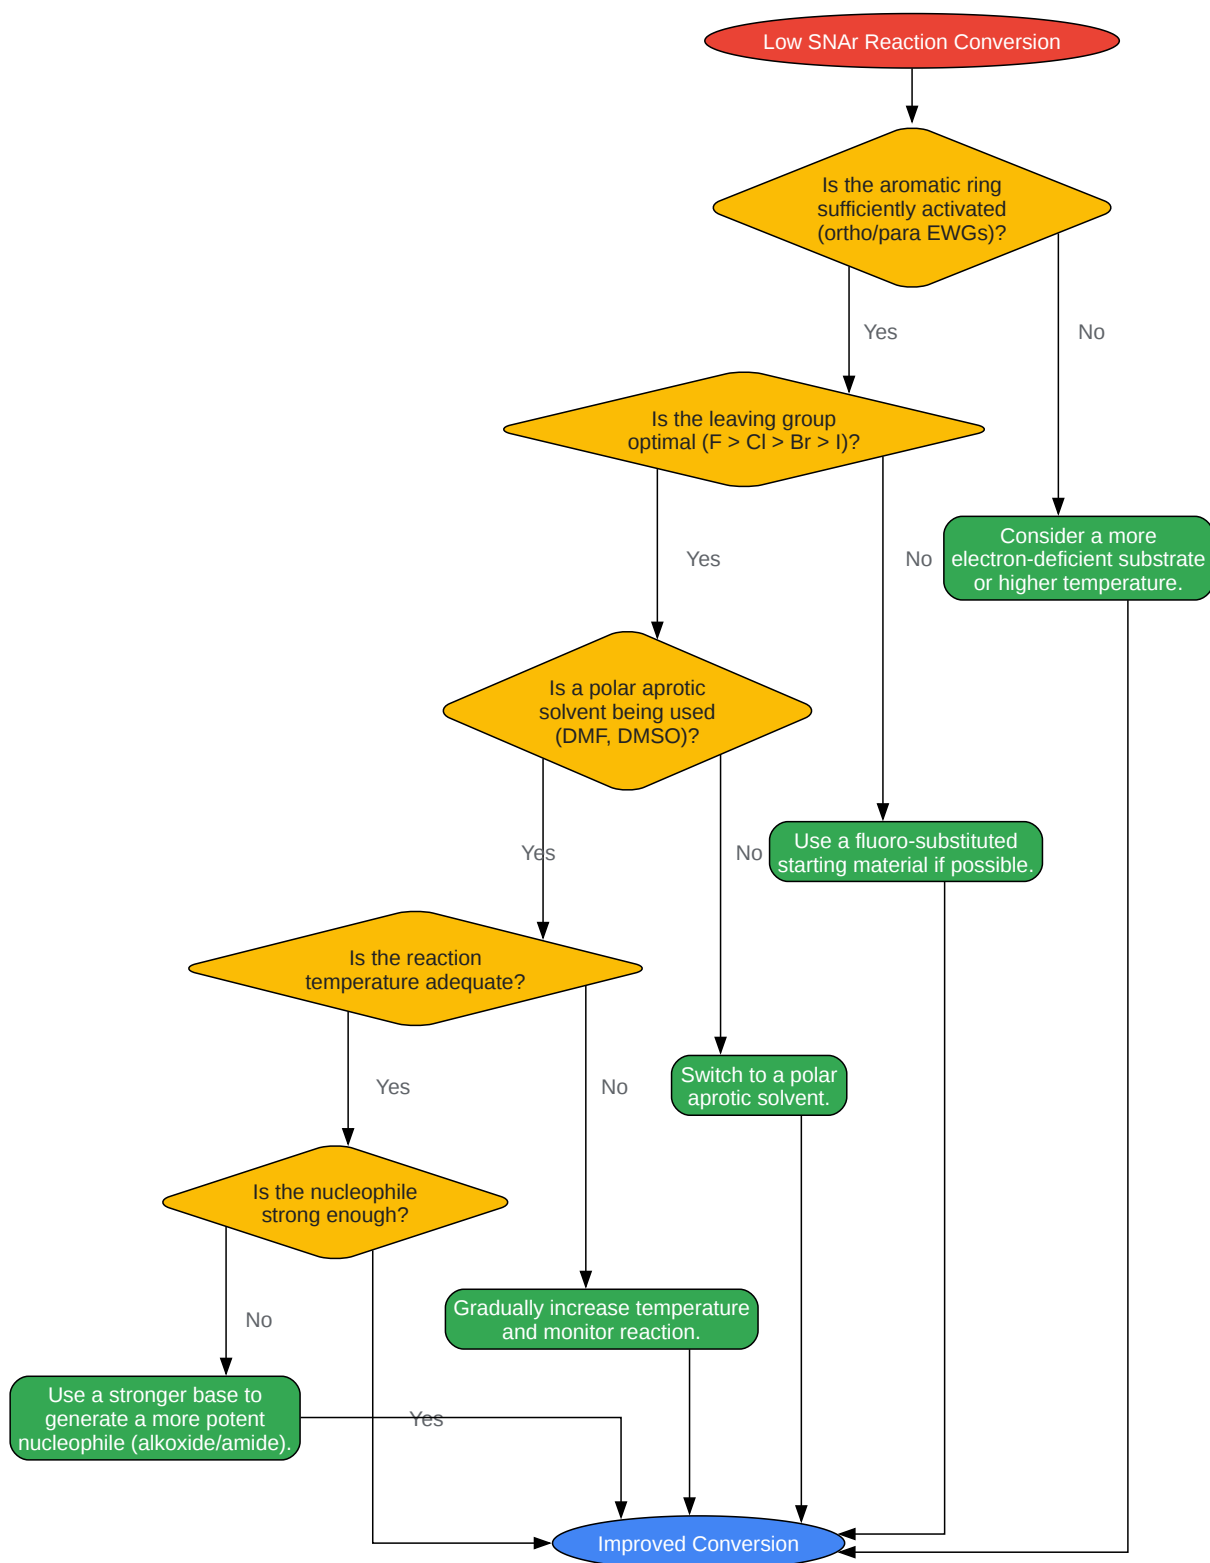 Low SNAr Reaction Conversion
Is the aromatic ring
sufficiently activated
(ortho/para EWGs)?
Yes
No
Is the leaving group
optimal (F > Cl > Br > I)?
Yes
No
Consider a more
electron-deficient substrate
or higher temperature.
Is a polar aprotic
solvent being used
(DMF, DMSO)?
Yes
No
Use a fluoro-substituted
starting material if possible.
Is the reaction
temperature adequate?
Yes
No
Switch to a polar
aprotic solvent.
Is the nucleophile
strong enough?
No
Gradually increase temperature
and monitor reaction.
Use a stronger base to
generate a more potent
nucleophile (alkoxide/amide).
Yes
Improved Conversion